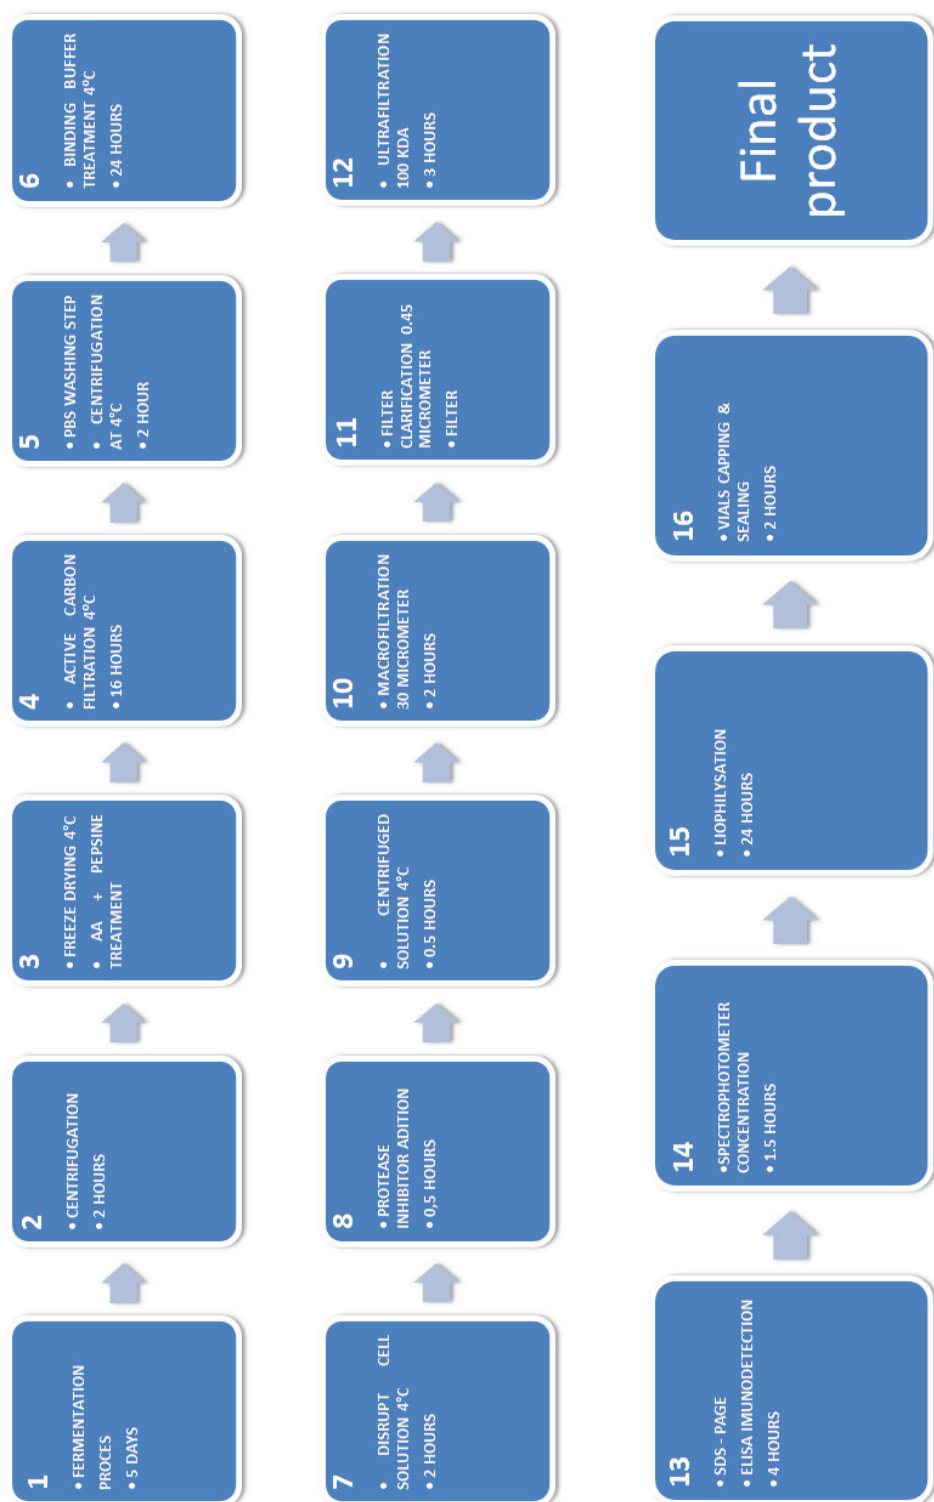 1
• FERMENTATION
PROCES
• 5 DAYS
2
• CENTRIFUGATION
• 2 HOURS
3
• FREEZE DRYING 4°C
• AA + PEPSINE
TREATMENT
4
• ACTIVE CARBON
FILTRATION 4°C
• 16 HOURS
5
• PBS WASHING STEP
• CENTRIFUGATION
AT 4°C
• 2 HOUR
6
• BINDING BUFFER
TREATMENT 4°C
• 24 HOURS
7
• DISRUPT CELL
SOLUTION 4°C
• 2 HOURS
8
• PROTEASE
INHIBITOR ADITION
• 0,5 HOURS
9
• CENTRIFUGED
SOLUTION 4°C
• 0.5 HOURS
10
• MACROFILTRATION
30 MICROMETER
• 2 HOURS
11
• FILTER
CLARIFICATION 0.45
MICROMETER
• FILTER
12
• ULTRAFILTRATION
100 KDA
• 3 HOURS
13
• SDS - PAGE
• ELISA IMUNODETECTION
• 4 HOURS
14
•SPECTROPHOTOMETER
CONCENTRATION
• 1.5 HOURS
15
• LIOPHILYSATION
• 24 HOURS
16
• VIALS CAPPING &
SEALING
• 2 HOURS
Final
product